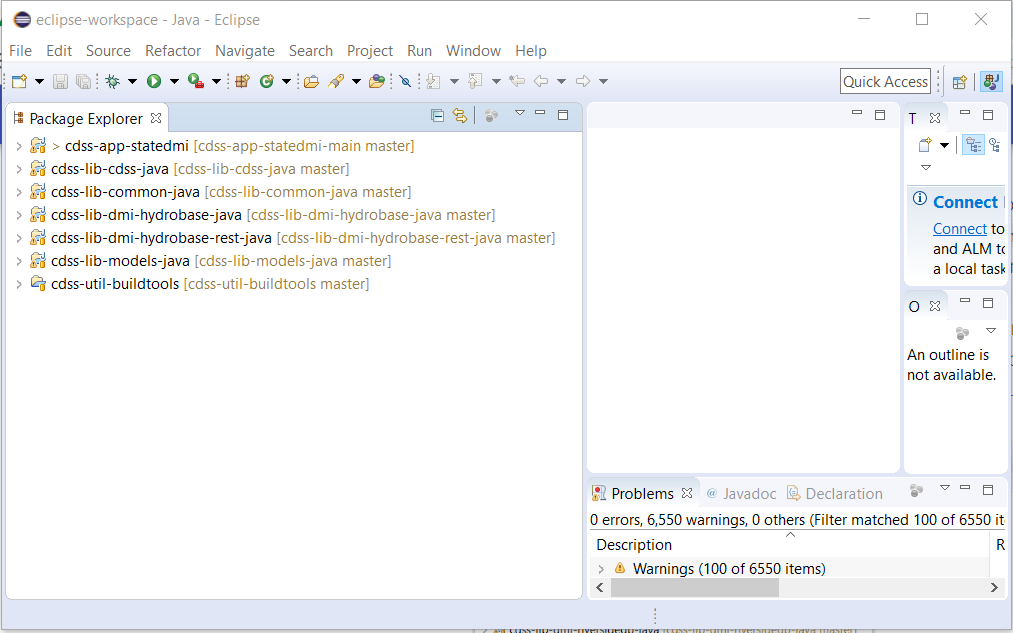 eclipse-workspace - Java - Eclipse
File Edit Source Refactor Navigate Search Project Run Window Help
Quick Access
Package Explorer
> cdss-app-statedmi [cdss-app-statedmi-main master]
cdss-lib-cdss-java [cdss-lib-cdss-java master]
cdss-lib-common-java [cdss-lib-common-java master]
cdss-lib-dmi-hydrobase-java [cdss-lib-dmi-hydrobase-java master]
cdss-lib-dmi-hydrobase-rest-java [cdss-lib-dmi-hydrobase-rest-java master]
cdss-lib-models-java [cdss-lib-models-java master]
cdss-util-buildtools [cdss-util-buildtools master]
T
Connect
Connect to
and ALM to
a local task
O
An outline is
not available.
Problems @ Javadoc Declaration
0 errors, 6,550 warnings, 0 others (Filter matched 100 of 6550 it
Description R
Warnings (100 of 6550 items)